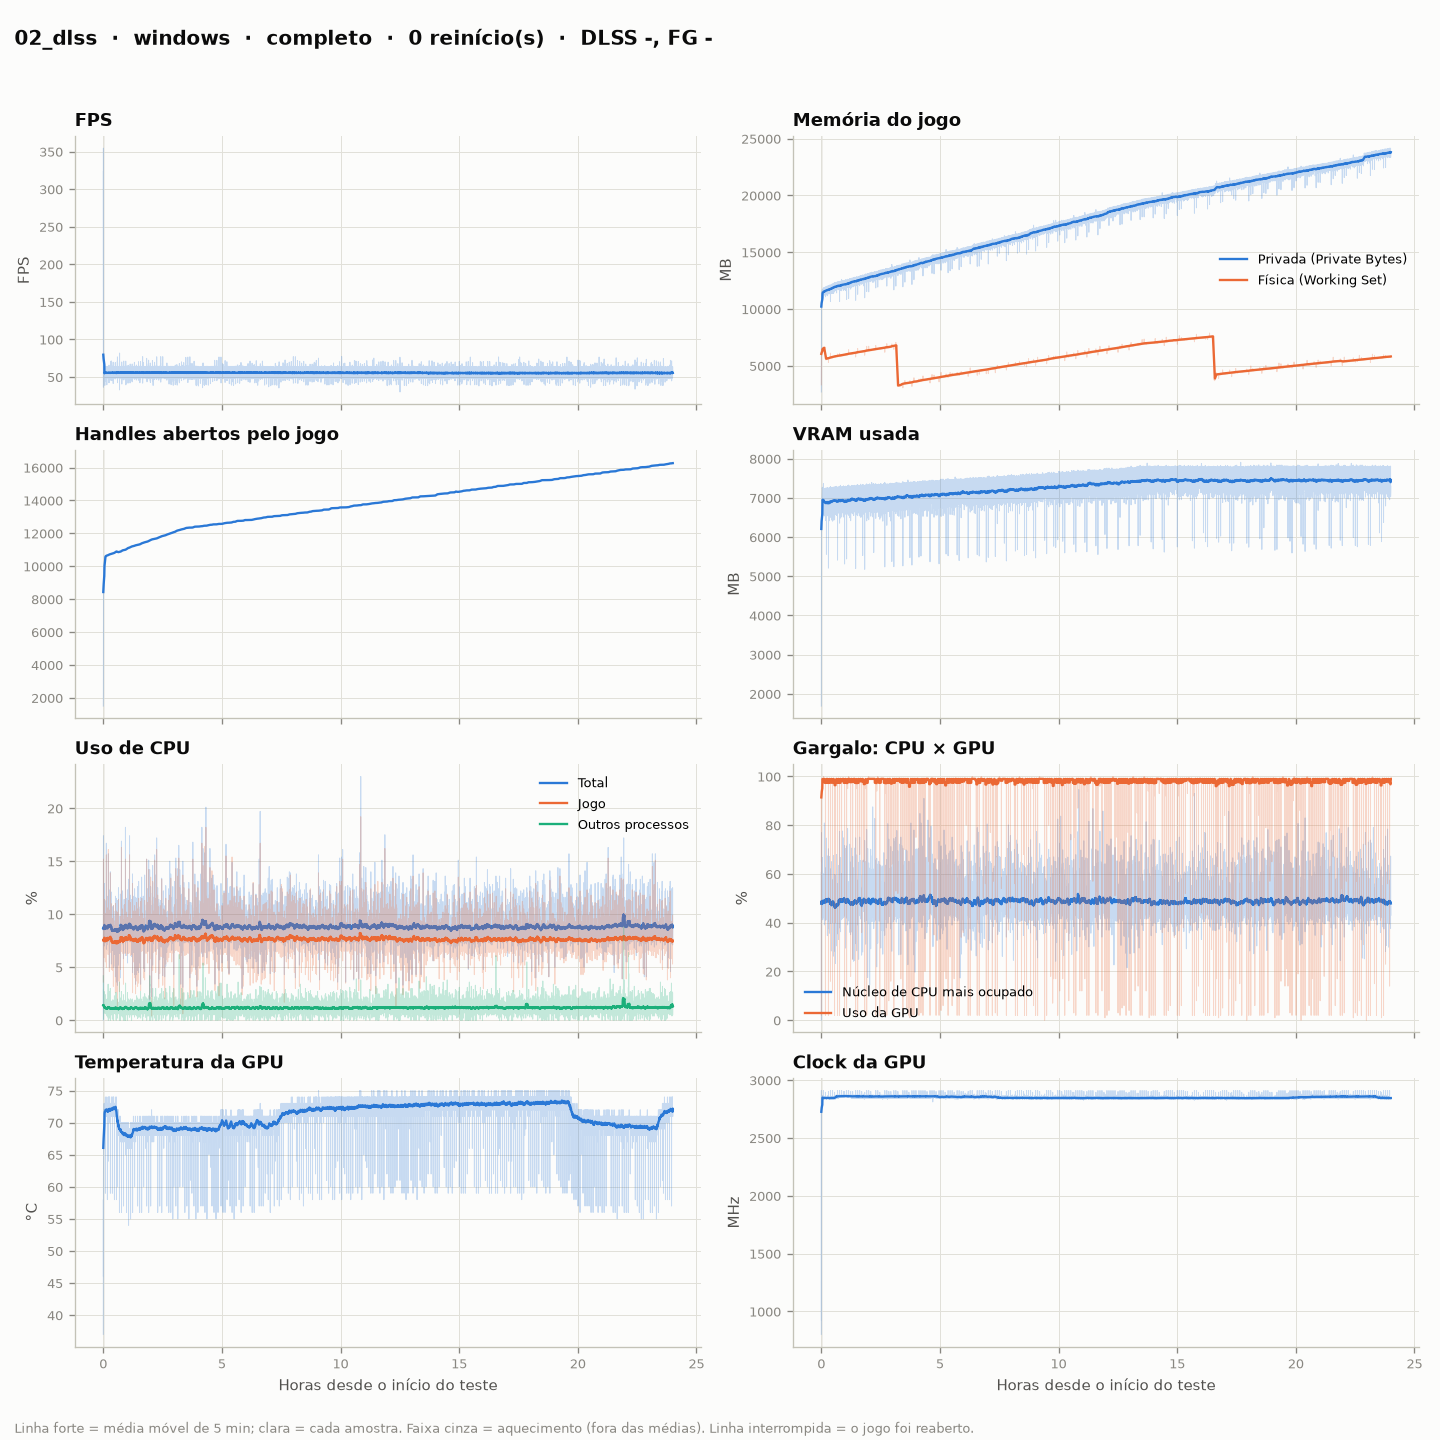 02_dlss · windows · completo · 0 reinício(s) · DLSS -, FG -
FPS
350
300
250
200
150
100
50
FPS
Memória do jogo
25000
20000
15000
10000
5000
MB
Privada (Private Bytes)
Física (Working Set)
Handles abertos pelo jogo
16000
14000
12000
10000
8000
6000
4000
2000
VRAM usada
8000
7000
6000
5000
4000
3000
2000
MB
Uso de CPU
20
15
10
5
0
%
Total
Jogo
Outros processos
Gargalo: CPU × GPU
100
80
60
40
20
0
%
Núcleo de CPU mais ocupado
Uso da GPU
Temperatura da GPU
75
70
65
60
55
50
45
40
°C
0 5 10 15 20 25
Horas desde o início do teste
Clock da GPU
3000
2500
2000
1500
1000
MHz
0 5 10 15 20 25
Horas desde o início do teste
Linha forte = média móvel de 5 min; clara = cada amostra. Faixa cinza = aquecimento (fora das médias). Linha interrompida = o jogo foi reaberto.